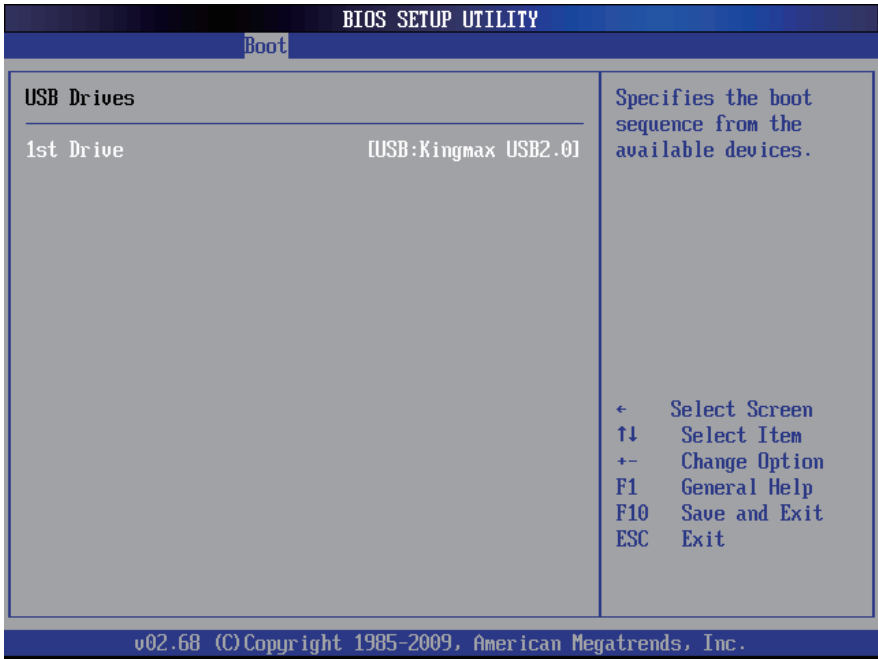 BIOS SETUP UTILITY
Boot
USB Drives
1st Drive [USB:Kingmax USB2.0]
Specifies the boot
sequence from the
available devices.
← Select Screen
↑↓ Select Item
+- Change Option
F1 General Help
F10 Save and Exit
ESC Exit
v02.68 (C)Copyright 1985-2009, American Megatrends, Inc.